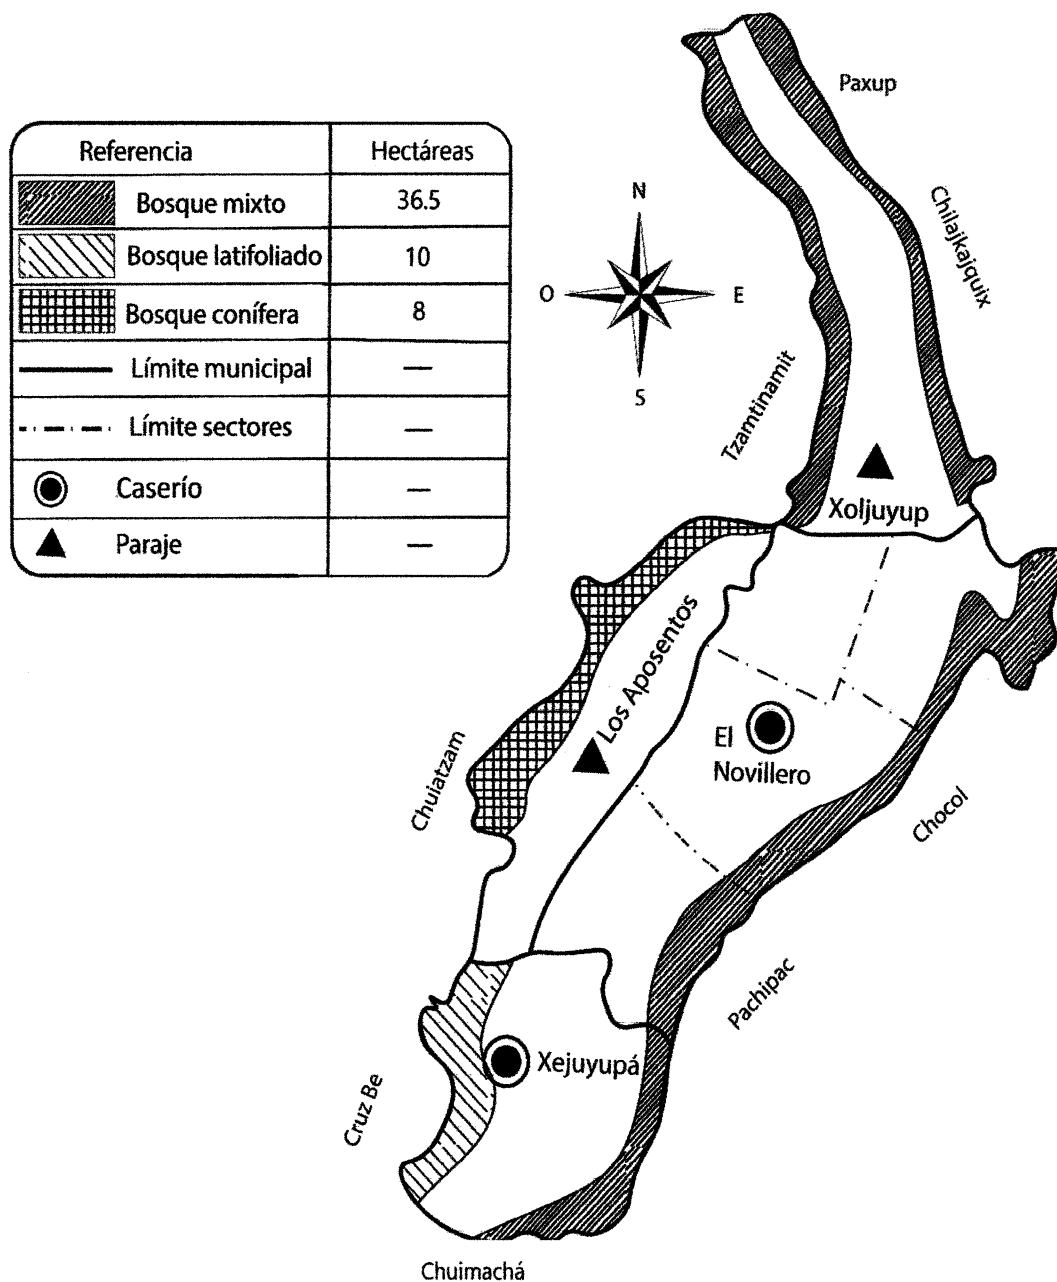 Referencia Hectáreas
Bosque mixto 36.5
Bosque latifoliado 10
Bosque conífera 8
Límite municipal —
Límite sectores —
Caserío —
Paraje —
N
O
E
S
Paxup
Chilajkajquix
Tzamtinamit
Xoljuyup
Los Aposentos
El
Novillero
Chuiatzam
Chocol
Pachipac
Xejuyupá
Cruz Be
Chuimachá